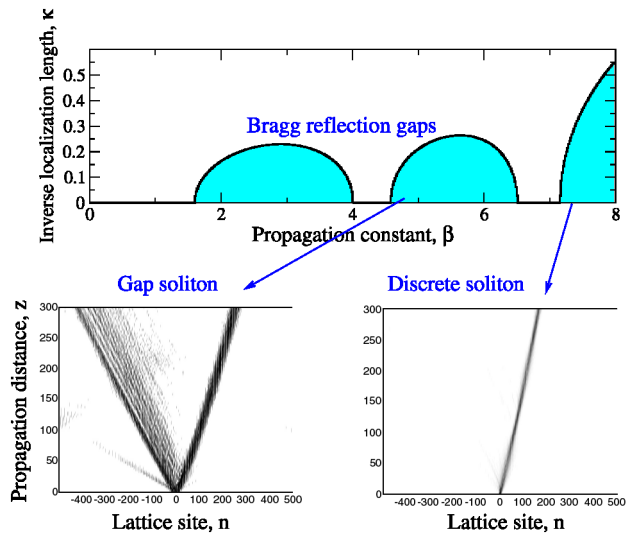 Inverse localization length, κ
0.5
0.4
0.3
0.2
0.1
0
Bragg reflection gaps
0 2 4 6 8
Propagation constant, β
Gap soliton
Discrete soliton
Propagation distance, z
300
250
200
150
100
50
0
-400 -300 -200 -100 0 100 200 300 400 500
Lattice site, n
300
250
200
150
100
50
0
-400 -300 -200 -100 0 100 200 300 400 500
Lattice site, n